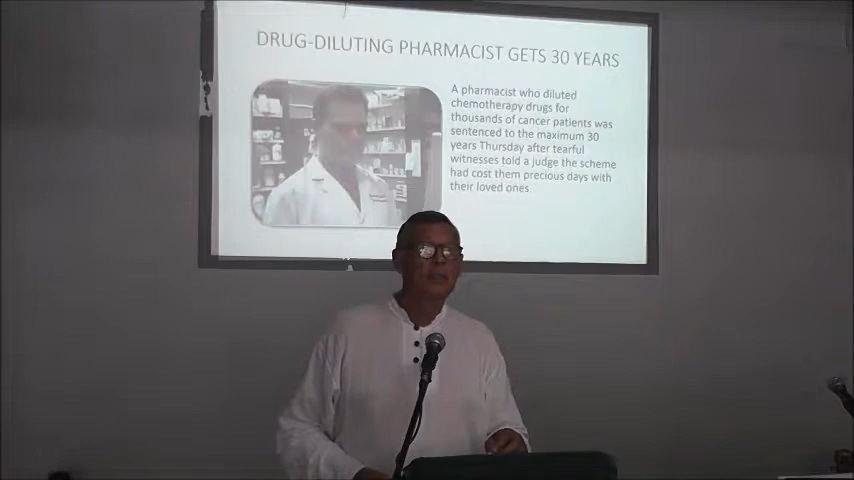 DRUG-DILUTING PHARMACIST GETS 30 YEARS
A pharmacist who diluted
chemotherapy drugs for
thousands of cancer patients was
sentenced to the maximum 30
years Thursday after tearful
witnesses told a judge the scheme
had cost them precious days with
their loved ones.